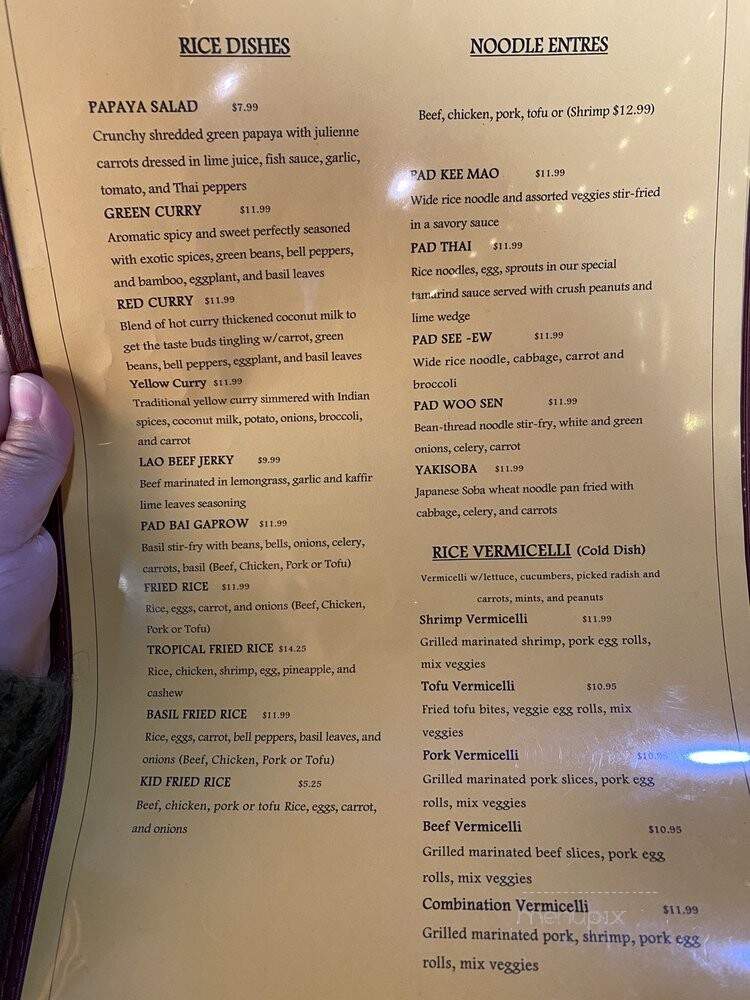 RICE DISHES
PAPAYA SALAD $7.99
Crunchy shredded green papaya with julienne
carrots dressed in lime juice, fish sauce, garlic,
tomato, and Thai peppers
GREEN CURRY $11.99
Aromatic spicy and sweet perfectly seasoned
with exotic spices, green beans, bell peppers,
and bamboo, eggplant, and basil leaves
RED CURRY $11.99
Blend of hot curry thickened coconut milk to
get the taste buds tingling w/carrot, green
beans, bell peppers, eggplant, and basil leaves
Yellow Curry $11.99
Traditional yellow curry simmered with Indian
spices, coconut milk, potato, onions, broccoli,
and carrot
LAO BEEF JERKY $9.99
Beef marinated in lemongrass, garlic and kaffir
lime leaves seasoning
PAD BAI GAPROW $11.99
Basil stir-fry with beans, bells, onions, celery,
carrots, basil (Beef, Chicken, Pork or Tofu)
FRIED RICE $11.99
Rice, eggs, carrot, and onions (Beef, Chicken,
Pork or Tofu)
TROPICAL FRIED RICE $14.25
Rice, chicken, shrimp, egg, pineapple, and
cashew
BASIL FRIED RICE $11.99
Rice, eggs, carrot, bell peppers, basil leaves, and
onions (Beef, Chicken, Pork or Tofu)
KID FRIED RICE $5.25
Beef, chicken, pork or tofu Rice, eggs, carrot,
and onions
NOODLE ENTRES
Beef, chicken, pork, tofu or (Shrimp $12.99)
PAD KEE MAO $11.99
Wide rice noodle and assorted veggies stir-fried
in a savory sauce
PAD THAI $11.99
Rice noodles, egg, sprouts in our special
tamarind sauce served with crush peanuts and
lime wedge
PAD SEE -EW $11.99
Wide rice noodle, cabbage, carrot and
broccoli
PAD WOO SEN $11.99
Bean-thread noodle stir-fry, white and green
onions, celery, carrot
YAKISOBA $11.99
Japanese Soba wheat noodle pan fried with
cabbage, celery, and carrots
RICE VERMICELLI (Cold Dish)
Vermicelli w/lettuce, cucumbers, picked radish and
carrots, mints, and peanuts
Shrimp Vermicelli $11.99
Grilled marinated shrimp, pork egg rolls,
mix veggies
Tofu Vermicelli $10.95
Fried tofu bites, veggie egg rolls, mix
veggies
Pork Vermicelli $10.95
Grilled marinated pork slices, pork egg
rolls, mix veggies
Beef Vermicelli $10.95
Grilled marinated beef slices, pork egg
rolls, mix veggies
Combination Vermicelli $11.99
menupix
Grilled marinated pork, shrimp, pork egg
rolls, mix veggies